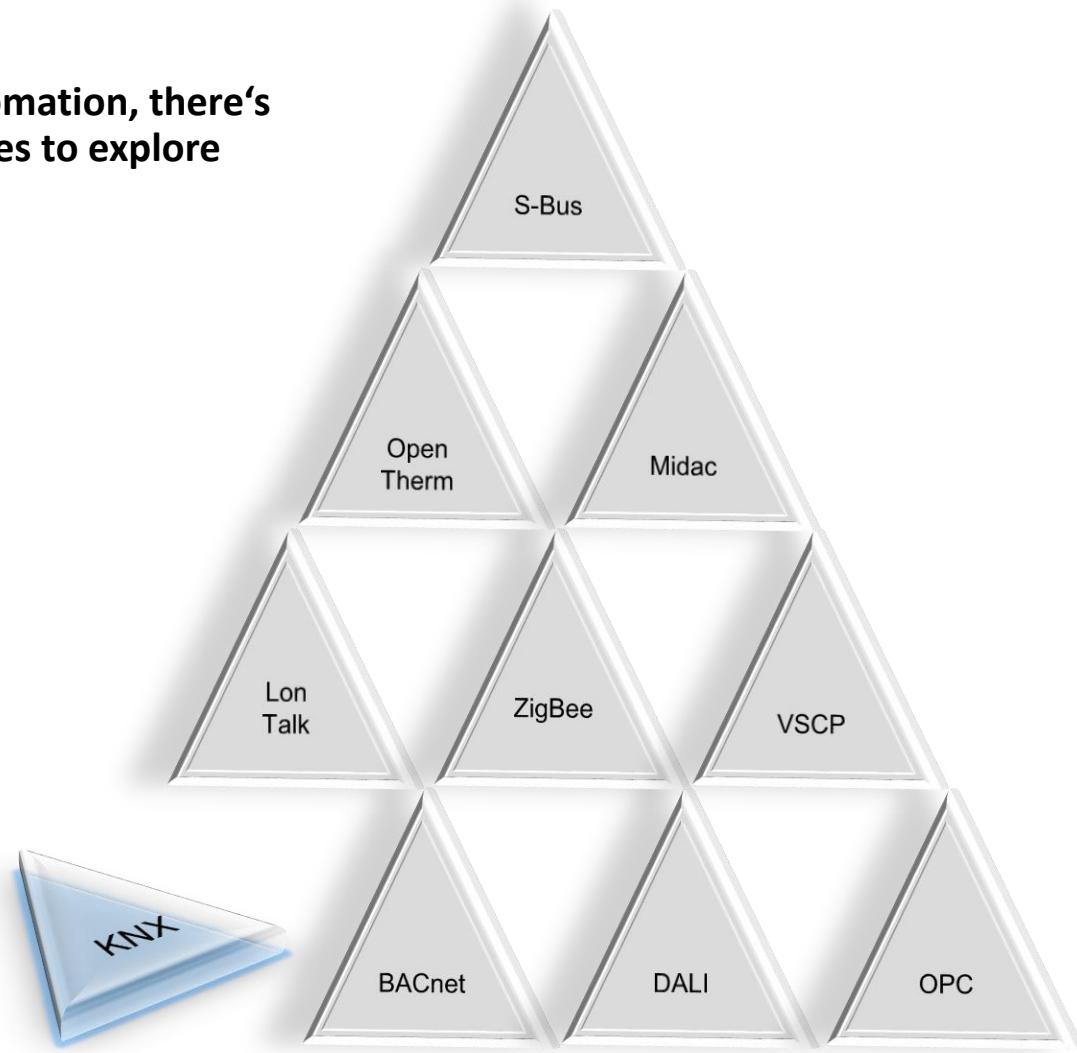 omation, there‘s
es to explore
S-Bus
Open
Therm
Midac
Lon
Talk
ZigBee
VSCP
KNX
BACnet
DALI
OPC